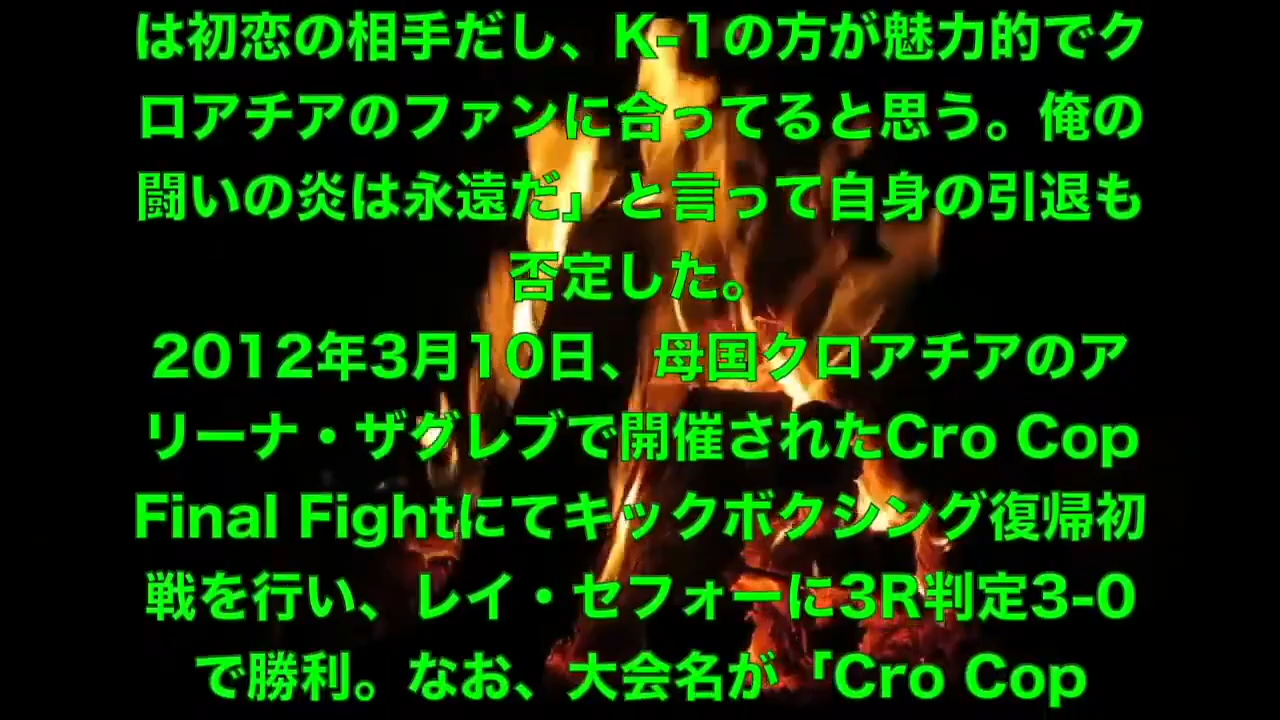 は初恋の相手だし、K-1の方が魅力的でク
ロアチアのファンに合ってると思う。俺の
闘いの炎は永遠だ」と言って自身の引退も
否定した。
2012年3月10日、母国クロアチアのア
リーナ・ザグレブで開催されたCro Cop
Final Fightにてキックボクシング復帰初
戦を行い、レイ・セフォーに3R判定3-0
で勝利。なお、大会名が「Cro Cop